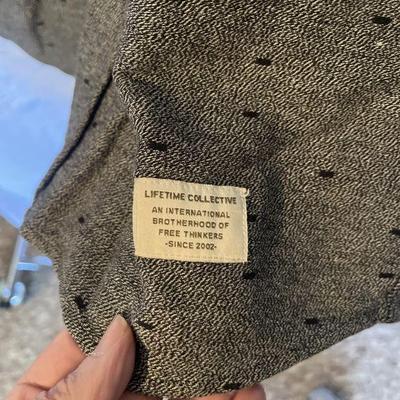 LIFETIME COLLECTIVE
AN INTERNATIONAL
BROTHERHOOD OF
FREE THINKERS
-SINCE 2002-